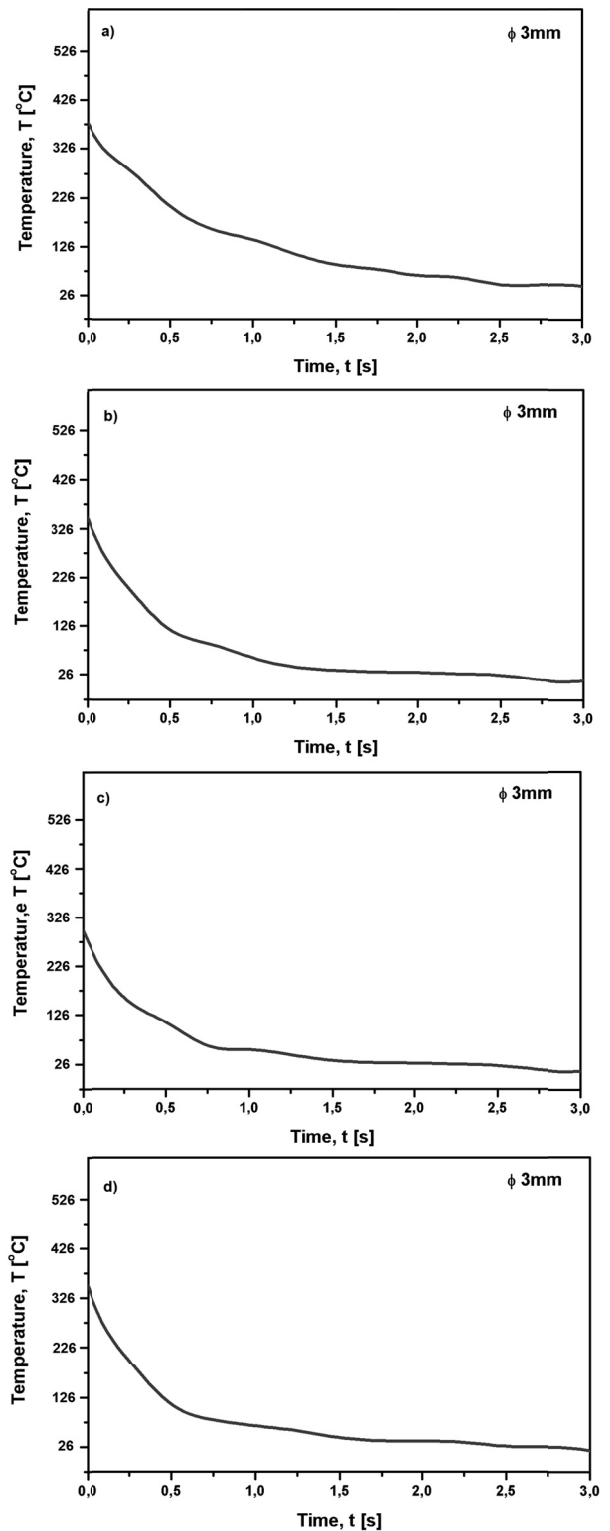 a)
ϕ 3mm
Temperature, T [°C]
526
426
326
226
126
26
0,0 0,5 1,0 1,5 2,0 2,5 3,0
Time, t [s]
b)
ϕ 3mm
Temperature, T [°C]
526
426
326
226
126
26
0,0 0,5 1,0 1,5 2,0 2,5 3,0
Time, t [s]
c)
ϕ 3mm
Temperatur,e T [°C]
526
426
326
226
126
26
0,0 0,5 1,0 1,5 2,0 2,5 3,0
Time, t [s]
d)
ϕ 3mm
Temperature, T [°C]
526
426
326
226
126
26
0,0 0,5 1,0 1,5 2,0 2,5 3,0
Time, t [s]